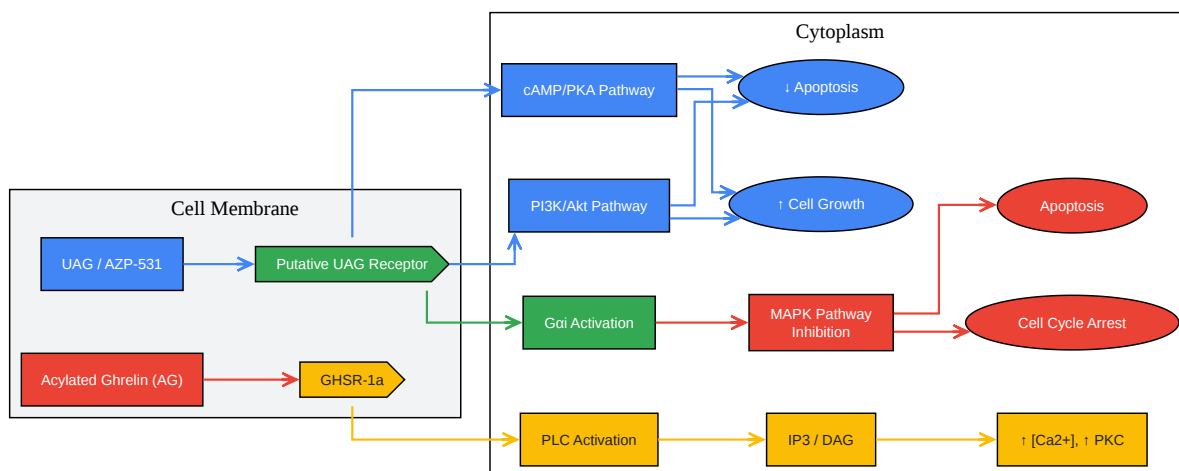 Cytoplasm
cAMP/PKA Pathway
↓ Apoptosis
Cell Membrane
PI3K/Akt Pathway
↑ Cell Growth
Apoptosis
UAG / AZP-531
Putative UAG Receptor
Gαi Activation
MAPK Pathway
Inhibition
Cell Cycle Arrest
Acylated Ghrelin (AG)
GHSR-1a
PLC Activation
IP3 / DAG
↑ [Ca2+], ↑ PKC